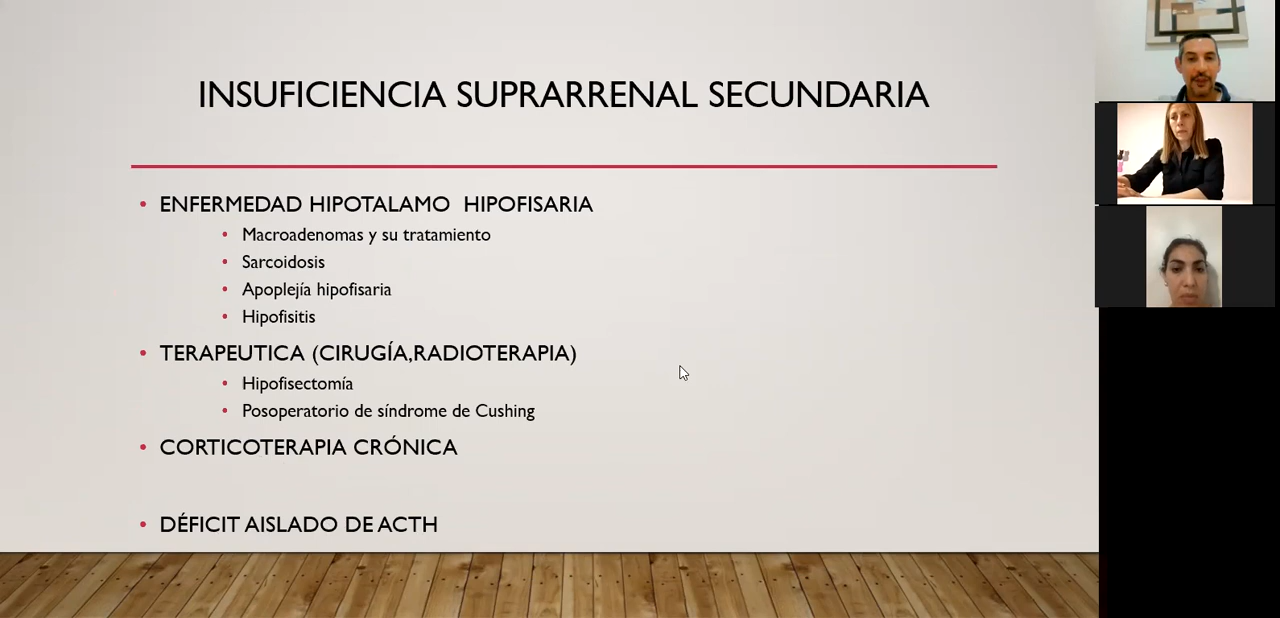 INSUFICIENCIA SUPRARRENAL SECUNDARIA
• ENFERMEDAD HIPOTALAMO HIPOFISARIA
• Macroadenomas y su tratamiento
• Sarcoidosis
• Apoplejía hipofisaria
• Hipofisitis
• TERAPEUTICA (CIRUGÍA,RADIOTERAPIA)
• Hipofisectomía
• Posoperatorio de síndrome de Cushing
• CORTICOTERAPIA CRÓNICA
• DÉFICIT AISLADO DE ACTH